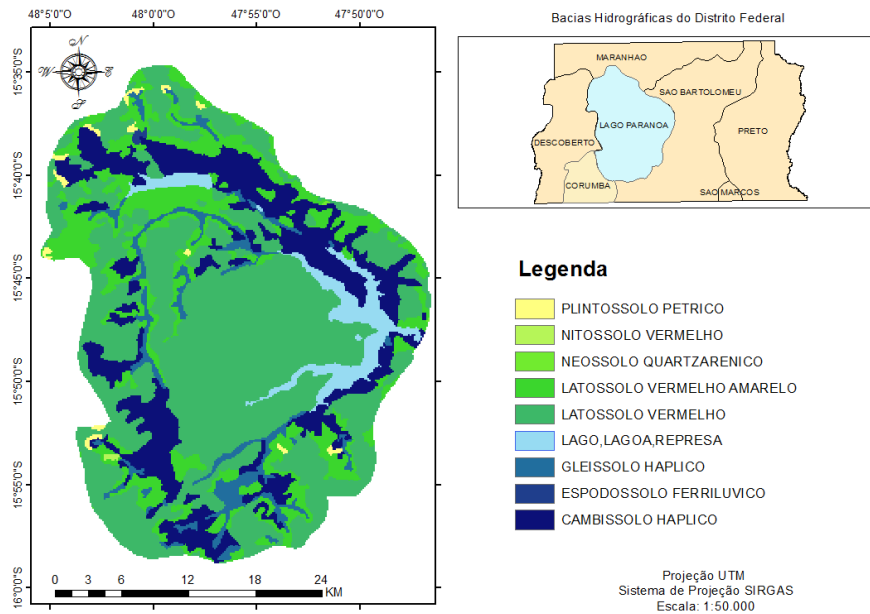 48°5'0"S
48°0'0"S
47°55'0"S
47°50'0"S
Bacias Hidrográficas do Distrito Federal
N
W
E
S
15°35'0"S
15°40'0"S
15°45'0"S
15°50'0"S
15°55'0"S
16°0'0"S
MARANHAO
SAO BARTOLOMEU
LAGO PARANOA
PRETO
DESCOBERTO
CORUMBA
SAO MARCOS
Legenda
PLINTOSSOLO PETRICO
NITOSSOLO VERMELHO
NEOSSOLO QUARTZARENICO
LATOSSOLO VERMELHO AMARELO
LATOSSOLO VERMELHO
LAGO,LAGOA,REPRESA
GLEISSOLO HAPLICO
ESPODOSSOLO FERRILUVICO
CAMBISSOLO HAPLICO
0 3 6 12 18 24
KM
Projeção UTM
Sistema de Projeção SIRGAS
Escala: 1:50.000